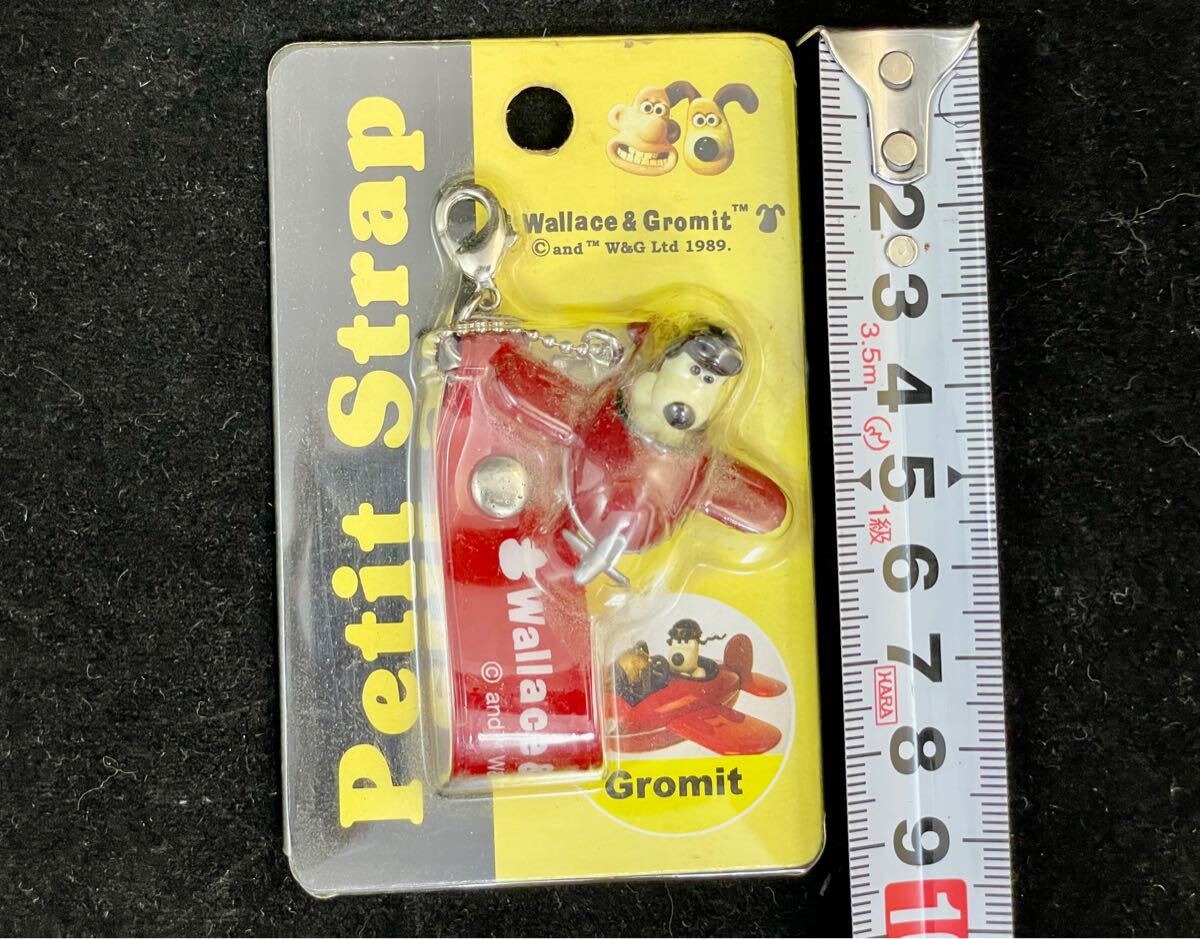 Petit Strap
Wallace & Gromit™
© and ™ W&G Ltd 1989.
Wallace &
© and
Gromit
2
3
3.5m
4
5
1級
6
7
HARA
8
9
10